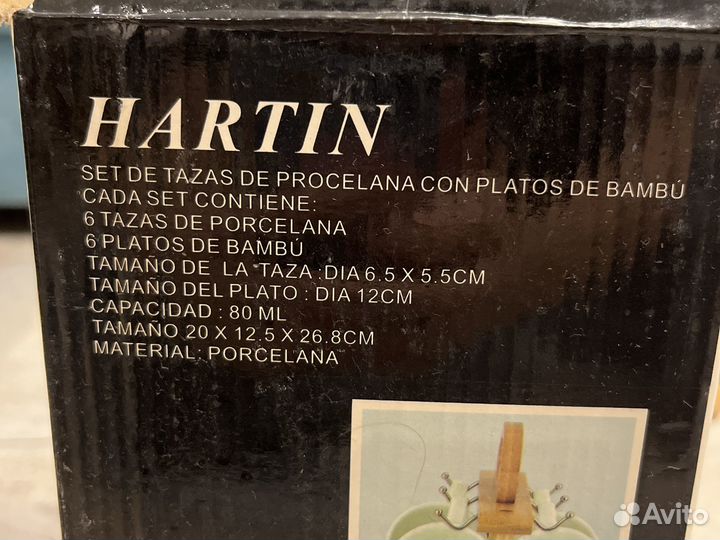 HARTIN
SET DE TAZAS DE PROCELANA CON PLATOS DE BAMBÚ
CADA SET CONTIENE:
6 TAZAS DE PORCELANA
6 PLATOS DE BAMBÚ
TAMAÑO DE LA TAZA :DIA 6.5 X 5.5CM
TAMAÑO DEL PLATO : DIA 12CM
CAPACIDAD : 80 ML
TAMAÑO 20 X 12.5 X 26.8CM
MATERIAL: PORCELANA
Avito